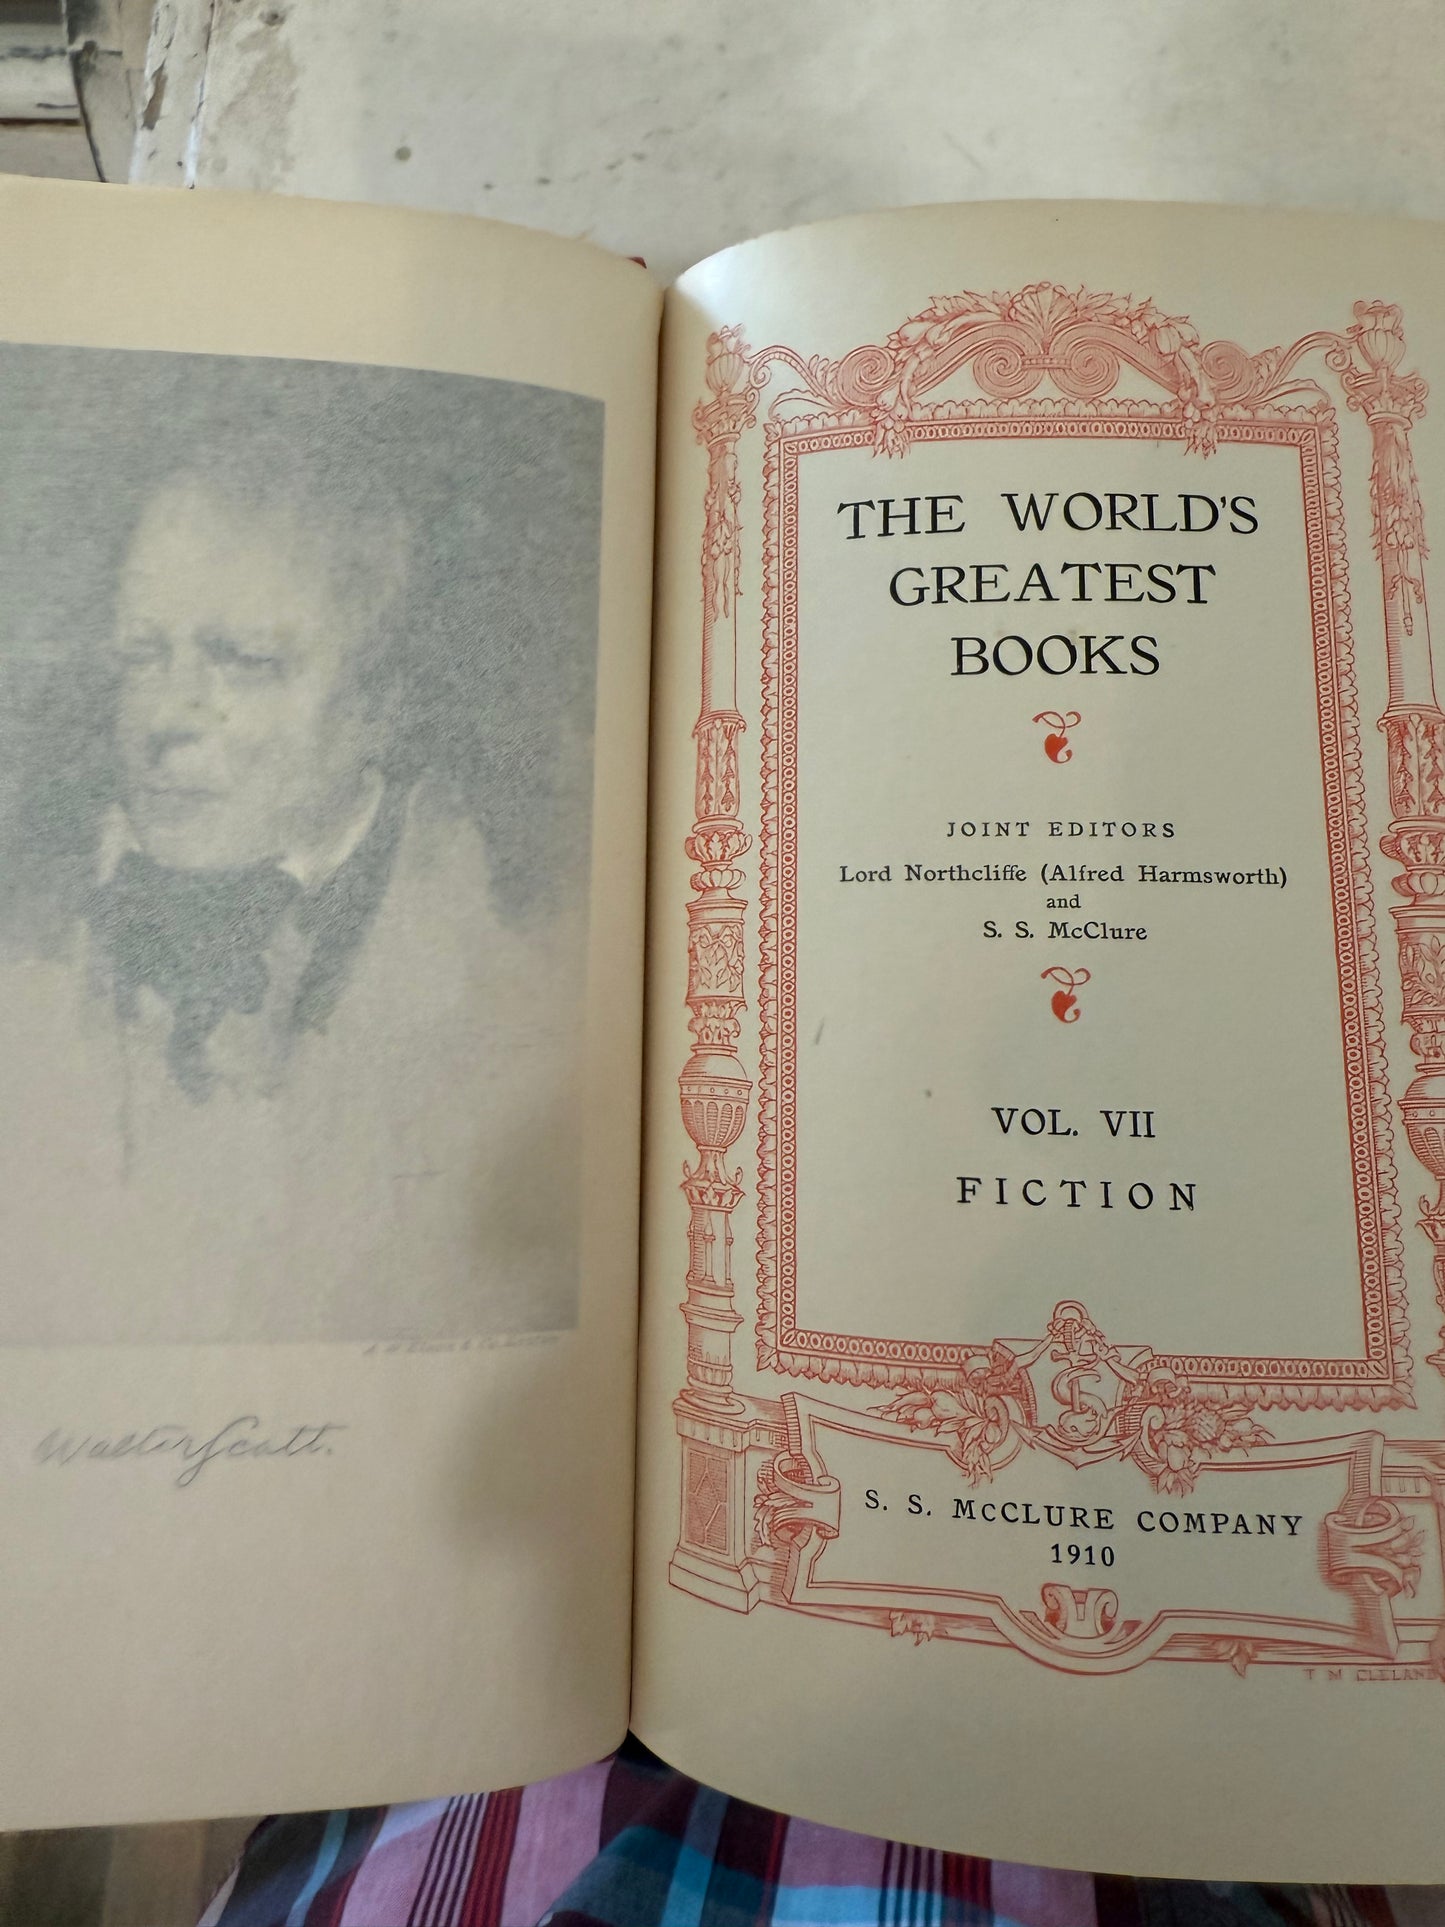 Walter Scott.
THE WORLD'S
GREATEST
BOOKS
JOINT EDITORS
Lord Northcliffe (Alfred Harmsworth)
and
S. S. McClure
VOL. VII
FICTION
S. S. McCLURE COMPANY
1910
T M CLELAND